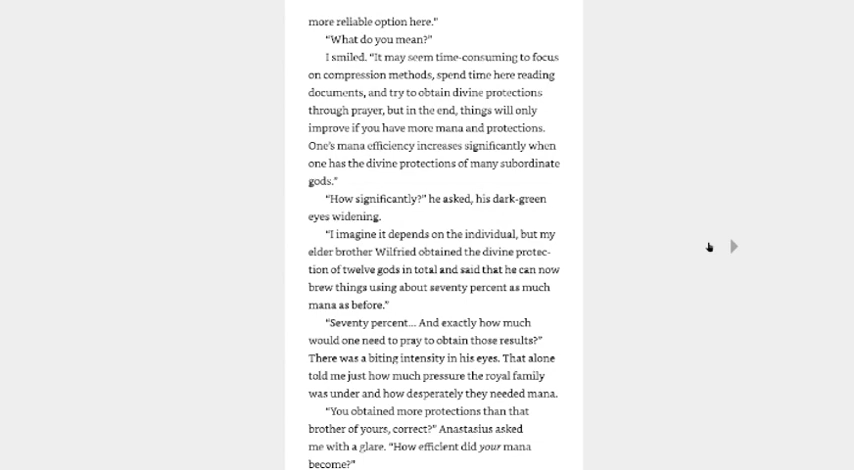 more reliable option here."
"What do you mean?"
I smiled. "It may seem time-consuming to focus
on compression methods, spend time here reading
documents, and try to obtain divine protections
through prayer, but in the end, things will only
improve if you have more mana and protections.
One's mana efficiency increases significantly when
one has the divine protections of many subordinate
gods."
"How significantly?" he asked, his dark-green
eyes widening.
"I imagine it depends on the individual, but my
elder brother Wilfried obtained the divine protec-
tion of twelve gods in total and said that he can now
brew things using about seventy percent as much
mana as before."
"Seventy percent... And exactly how much
would one need to pray to obtain those results?"
There was a biting intensity in his eyes. That alone
told me just how much pressure the royal family
was under and how desperately they needed mana.
"You obtained more protections than that
brother of yours, correct?" Anastasius asked
me with a glare. "How efficient did your mana
become?"